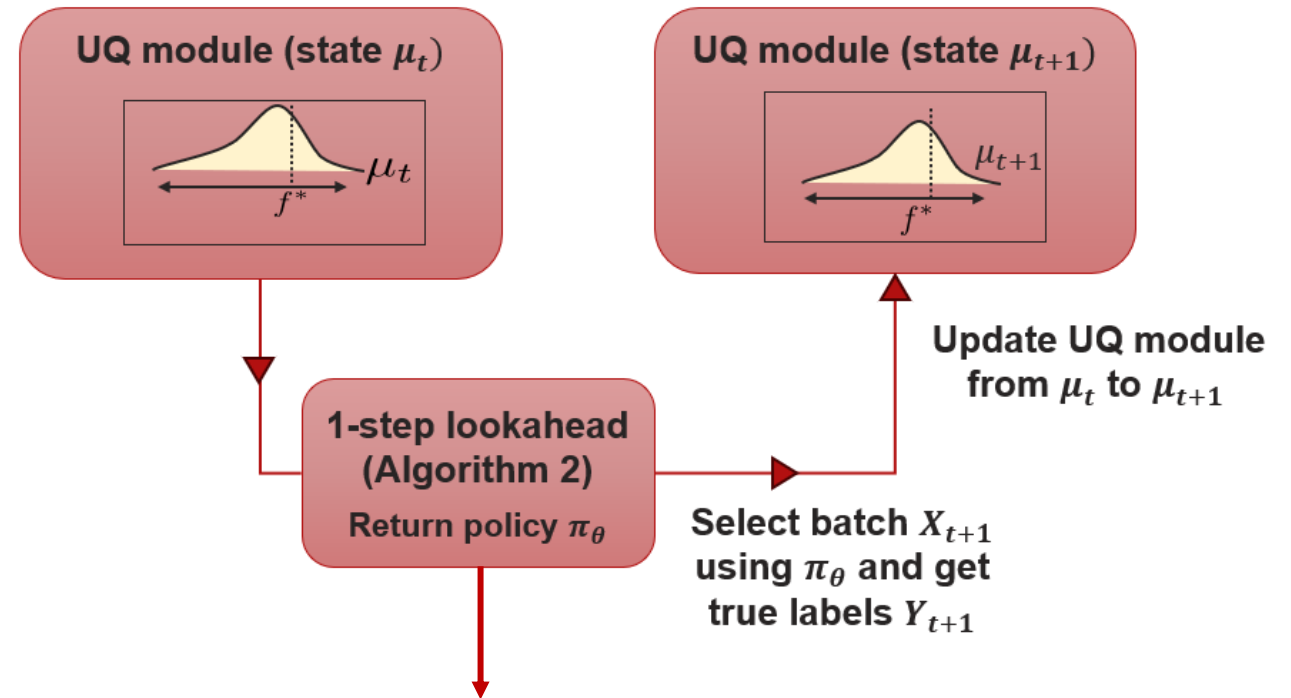 UQ module (state μ_t)
μ_t
f*
UQ module (state μ_{t+1})
μ_{t+1}
f*
Update UQ module
from μ_t to μ_{t+1}
1-step lookahead
(Algorithm 2)
Return policy π_θ
Select batch X_{t+1}
using π_θ and get
true labels Y_{t+1}